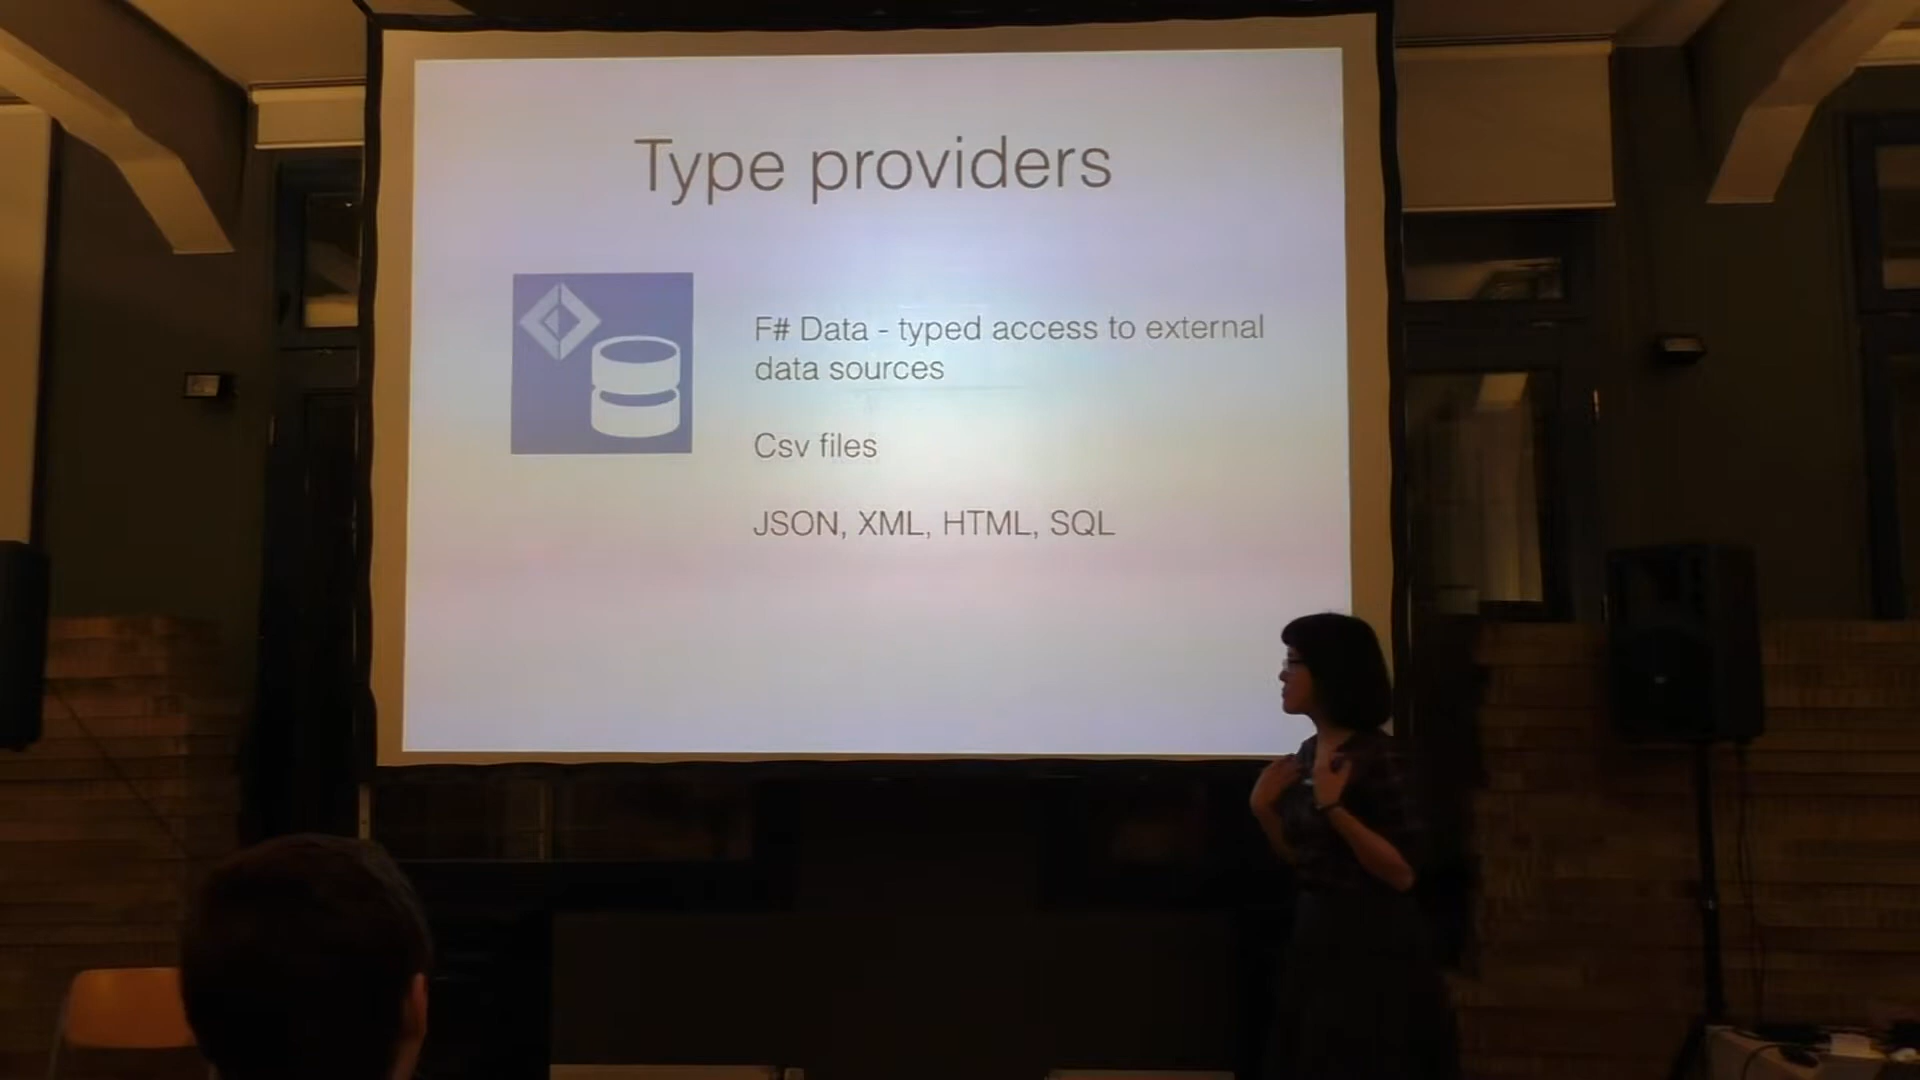 Type providers
F# Data - typed access to external
data sources
Csv files
JSON, XML, HTML, SQL